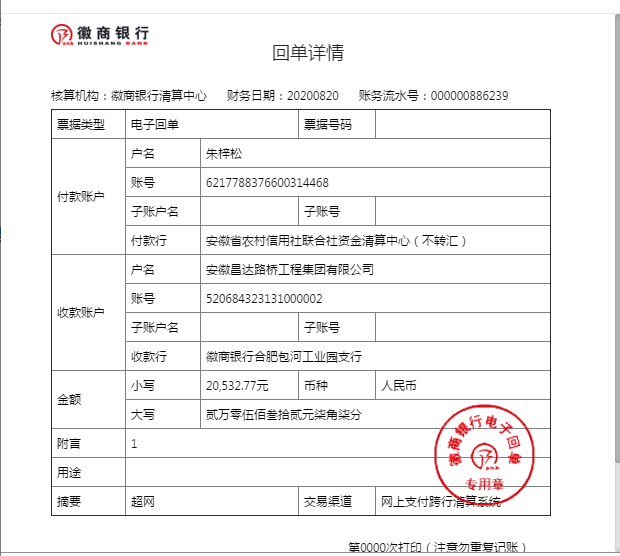 徽商银行
HUISHANG BANK
回单详情
核算机构：徽商银行清算中心 财务日期：20200820 账务流水号：000000886239
票据类型 电子回单 票据号码
付款账户
户名 朱梓松
账号 6217788376600314468
子账户名 子账号
付款行 安徽省农村信用社联合社资金清算中心（不转汇）
收款账户
户名 安徽昌达路桥工程集团有限公司
账号 520684323131000002
子账户名 子账号
收款行 徽商银行合肥包河工业园支行
金额
小写 20,532.77元 币种 人民币
大写 贰万零伍佰叁拾贰元柒角柒分
附言 1
用途
摘要 超网 交易渠道 网上支付跨行清算系统
徽商银行电子回单
专用章
第0000次打印（注意勿重复记账）